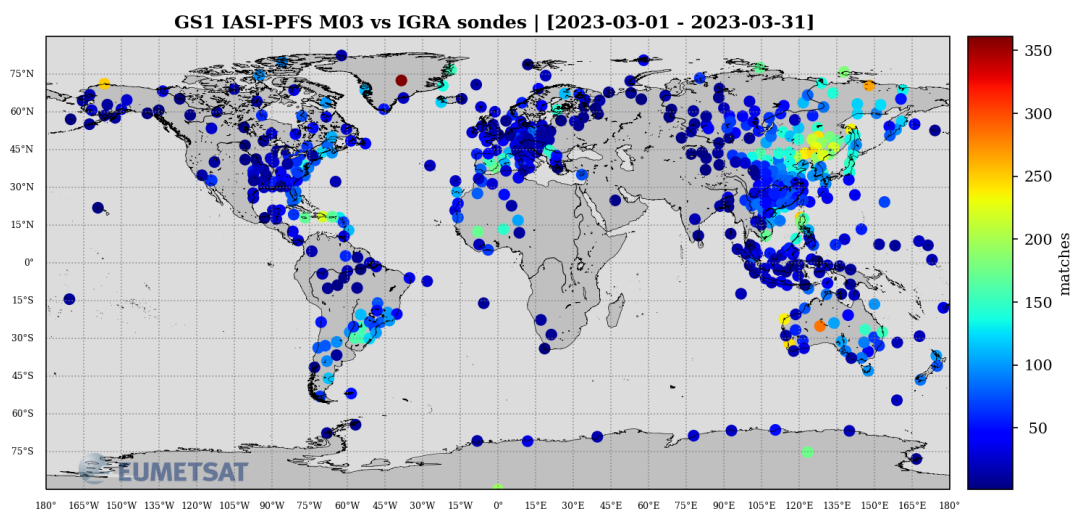 GS1 IASI-PFS M03 vs IGRA sondes | [2023-03-01 - 2023-03-31]
75°N
60°N
45°N
30°N
15°N
0°
15°S
30°S
45°S
60°S
75°S
180° 165°W 150°W 135°W 120°W 105°W 90°W 75°W 60°W 45°W 30°W 15°W 0° 15°E 30°E 45°E 60°E 75°E 90°E 105°E 120°E 135°E 150°E 165°E 180°
EUMETSAT
350
300
250
200
150
100
50
matches